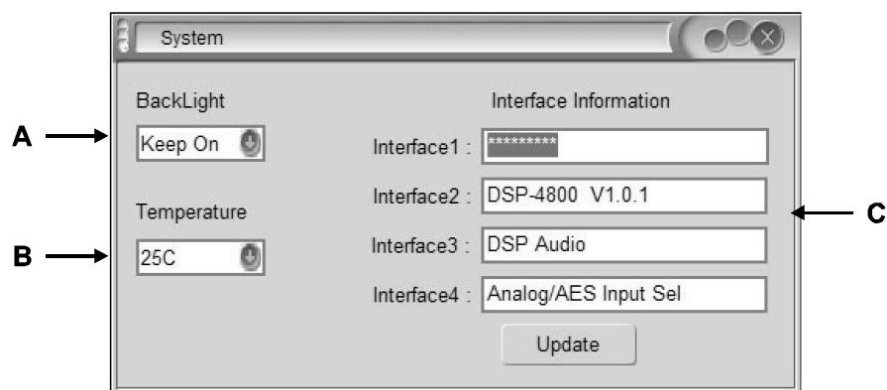 System
BackLight
Interface Information
A
Keep On
Interface1 :
*********
Interface2 :
DSP-4800 V1.0.1
Temperature
C
B
25C
Interface3 :
DSP Audio
Interface4 :
Analog/AES Input Sel
Update